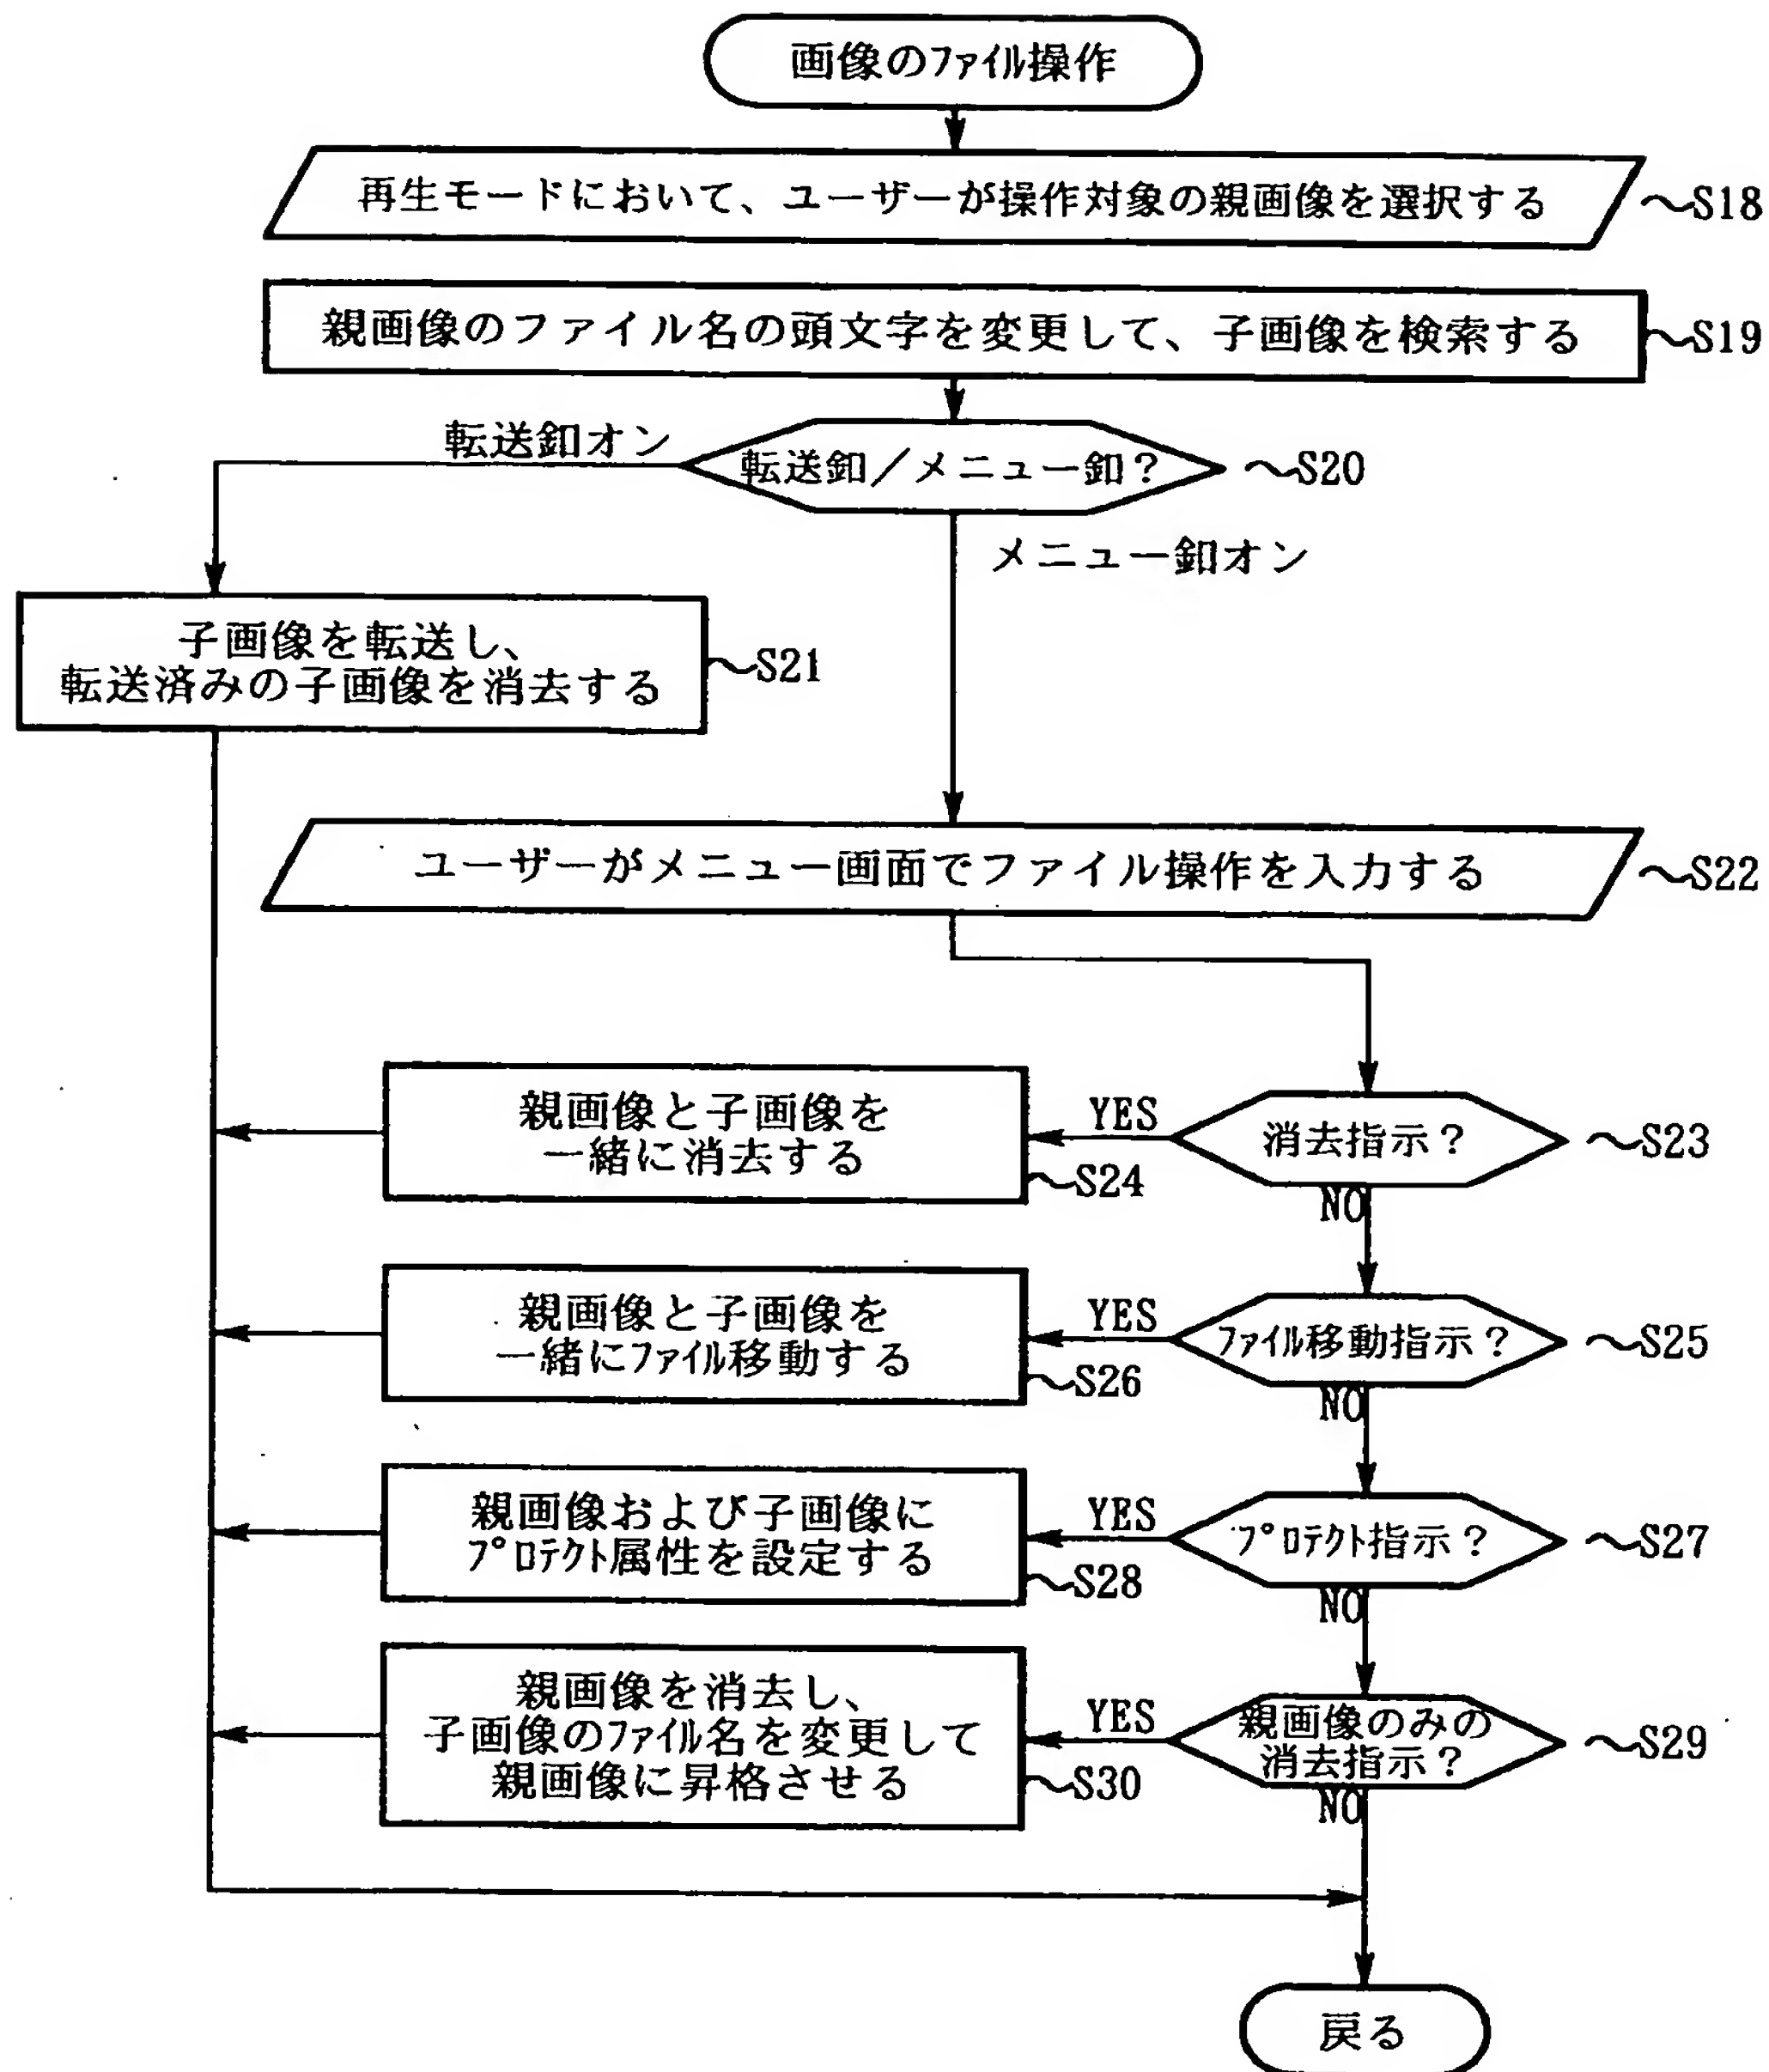 画像のファイル操作
再生モードにおいて、ユーザーが操作対象の親画像を選択する
～S18
親画像のファイル名の頭文字を変更して、子画像を検索する
～S19
転送釦オン
転送釦／メニュー釦？
～S20
メニュー釦オン
子画像を転送し、
転送済みの子画像を消去する
～S21
ユーザーがメニュー画面でファイル操作を入力する
～S22
親画像と子画像を
一緒に消去する
～S24
YES
消去指示？
～S23
NO
親画像と子画像を
一緒にファイル移動する
～S26
YES
ファイル移動指示？
～S25
NO
親画像および子画像に
プロテクト属性を設定する
～S28
YES
プロテクト指示？
～S27
NO
親画像を消去し、
子画像のファイル名を変更して
親画像に昇格させる
～S30
YES
親画像のみの
消去指示？
～S29
NO
戻る